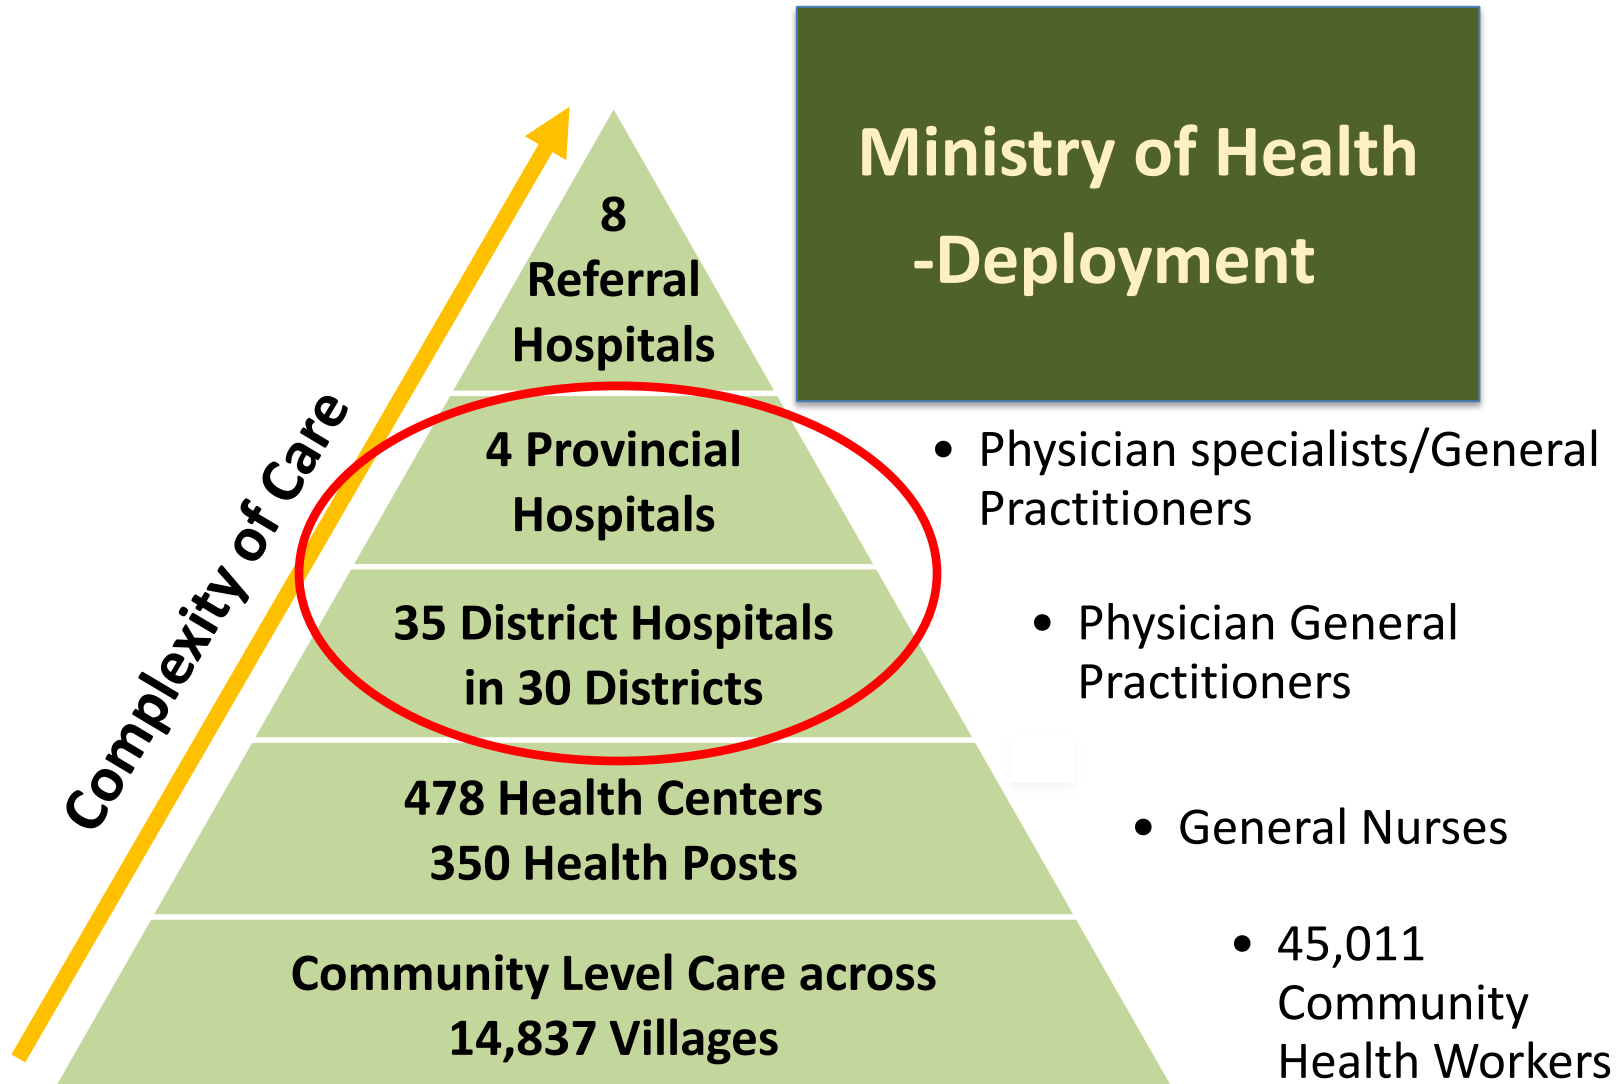 Ministry of Health
-Deployment
Complexity of Care
8
Referral
Hospitals
4 Provincial
Hospitals
• Physician specialists/General
Practitioners
35 District Hospitals
in 30 Districts
• Physician General
Practitioners
478 Health Centers
350 Health Posts
• General Nurses
Community Level Care across
14,837 Villages
• 45,011
Community
Health Workers